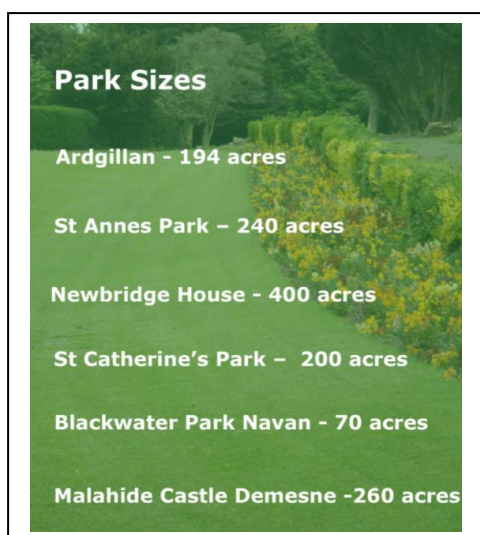 Park Sizes
Ardgillan - 194 acres
St Annes Park – 240 acres
Newbridge House - 400 acres
St Catherine’s Park –  200 acres
Blackwater Park Navan - 70 acres
Malahide Castle Demesne -260 acres